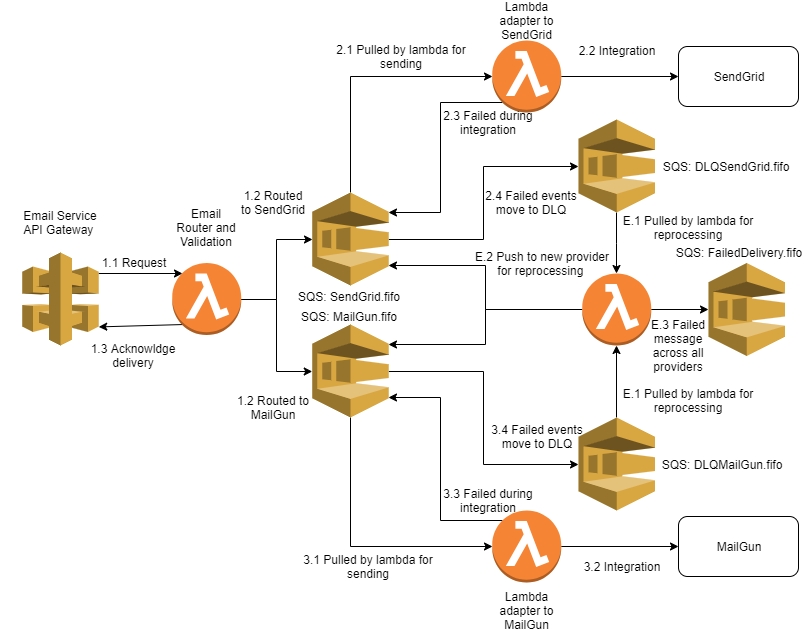 Lambda
adapter to
SendGrid
2.1 Pulled by lambda for
sending
2.2 Integration
SendGrid
2.3 Failed during
integration
SQS: DLQSendGrid.fifo
1.2 Routed
to SendGrid
2.4 Failed events
move to DLQ
Email Service
API Gateway
Email
Router and
Validation
E.1 Pulled by lambda for
reprocessing
SQS: FailedDelivery.fifo
1.1 Request
E.2 Push to new provider
for reprocessing
SQS: SendGrid.fifo
SQS: MailGun.fifo
E.3 Failed
message
across all
providers
1.3 Acknowldge
delivery
E.1 Pulled by lambda for
reprocessing
1.2 Routed to
MailGun
3.4 Failed events
move to DLQ
SQS: DLQMailGun.fifo
3.3 Failed during
integration
MailGun
3.1 Pulled by lambda for
sending
3.2 Integration
Lambda
adapter to
MailGun